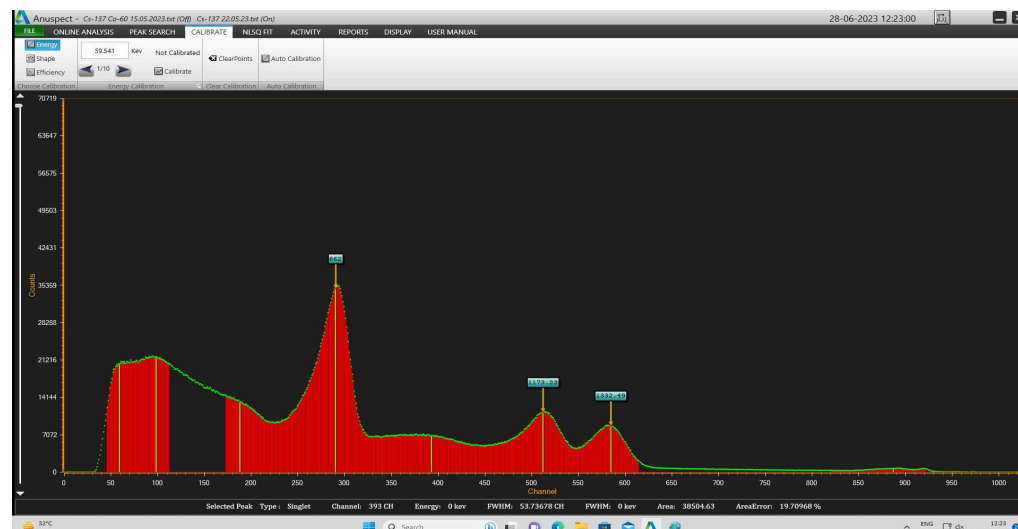 Anuspect - Cs-137 Co-60 15.05.2023.txt (Off) Cs-137 22.05.23.txt (On) 28-06-2023 12:23:00
FILE ONLINE ANALYSIS PEAK SEARCH CALIBRATE NLSQ FIT ACTIVITY REPORTS DISPLAY USER MANUAL
Energy 59.541 Kev Not Calibrated
Shape ClearPoints Auto Calibration
Efficiency 1/10 Calibrate
Choose Calibration Energy Calibration Clear Calibration Auto Calibration
70719
63647
56575
49503
42431
662
35359
Counts
28288
21216
1173.23
1332.49
14144
7072
0
0 50 100 150 200 250 300 350 400 450 500 550 600 650 700 750 800 850 900 950 1000
Channel
Selected Peak Type : Singlet Channel: 393 CH Energy: 0 kev FWHM: 53.73678 CH FWHM: 0 kev Area: 38504.63 AreaError: 19.70968 %
32°C Search ENG 12:23